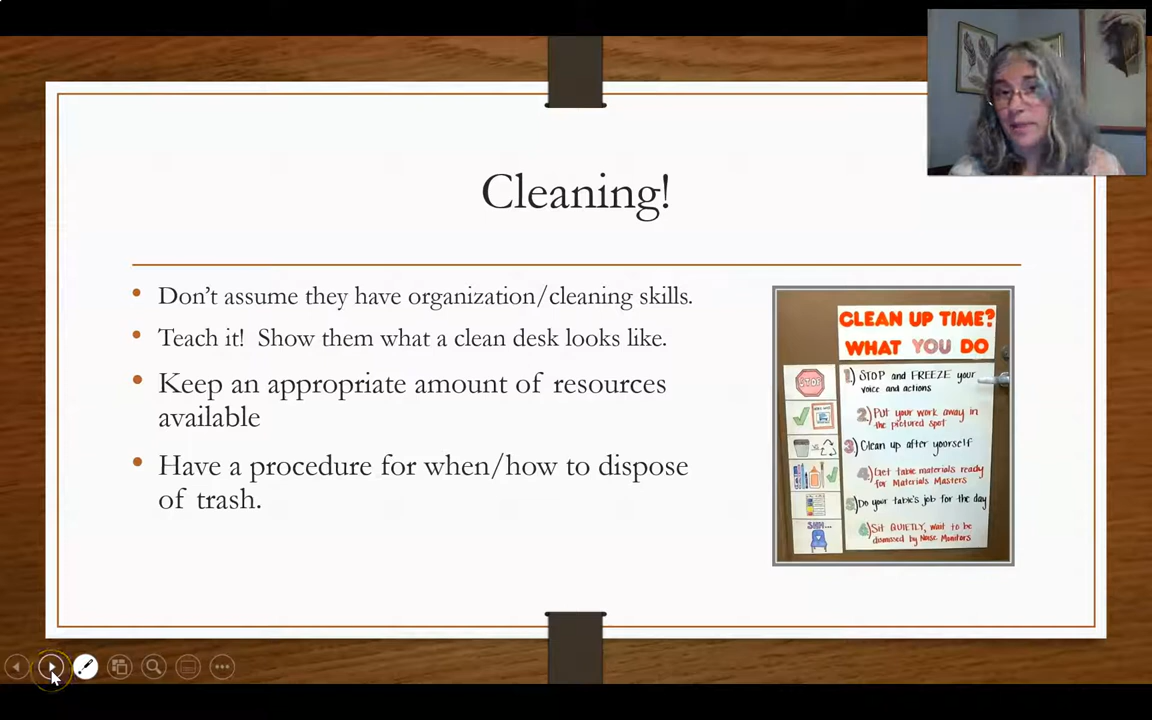 Cleaning!
Don't assume they have organization/cleaning skills.
Teach it!  Show them what a clean desk looks like.
Keep an appropriate amount of resources
available
Have a procedure for when/how to dispose
of trash.
CLEAN UP TIME?
WHAT YOU DO
STOP
1) STOP and FREEZE your
voice and actions
2) Put your work away in
the pictured spot
3) Clean up after yourself
4) Get table materials ready
for Materials Masters
5) Do your table's job for the day
6) Sit QUIETLY, wait to be
dismissed by Noise Monitors